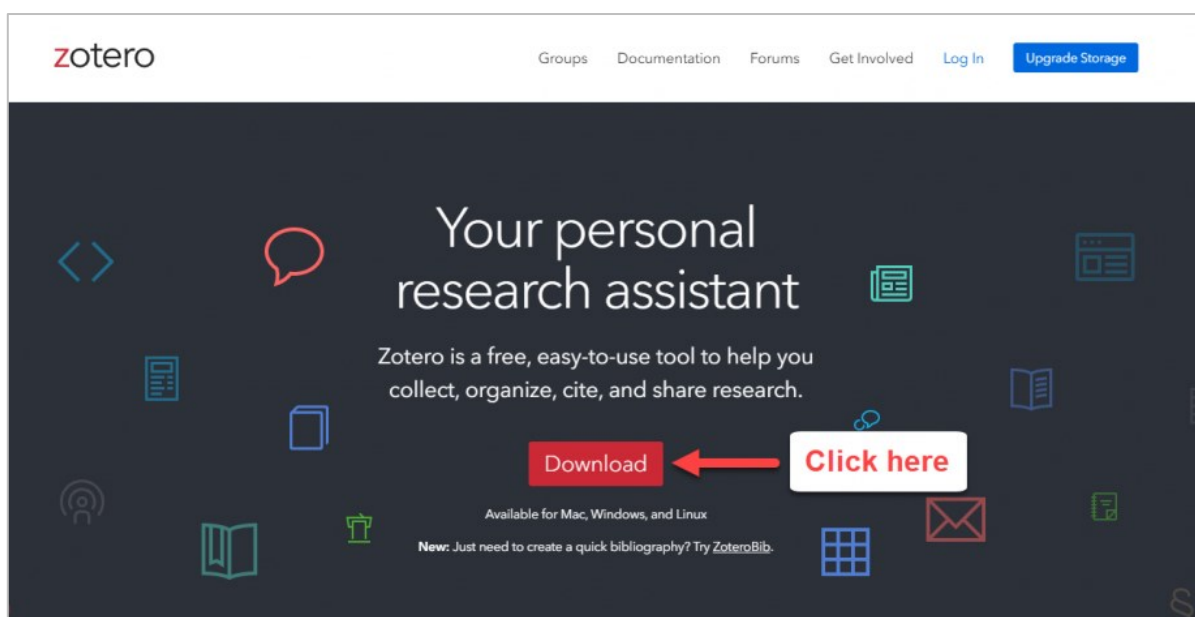 zotero
Groups Documentation Forums Get Involved Log In Upgrade Storage
Your personal
research assistant
Zotero is a free, easy-to-use tool to help you
collect, organize, cite, and share research.
Download
Click here
Available for Mac, Windows, and Linux
New: Just need to create a quick bibliography? Try ZoteroBib.
§